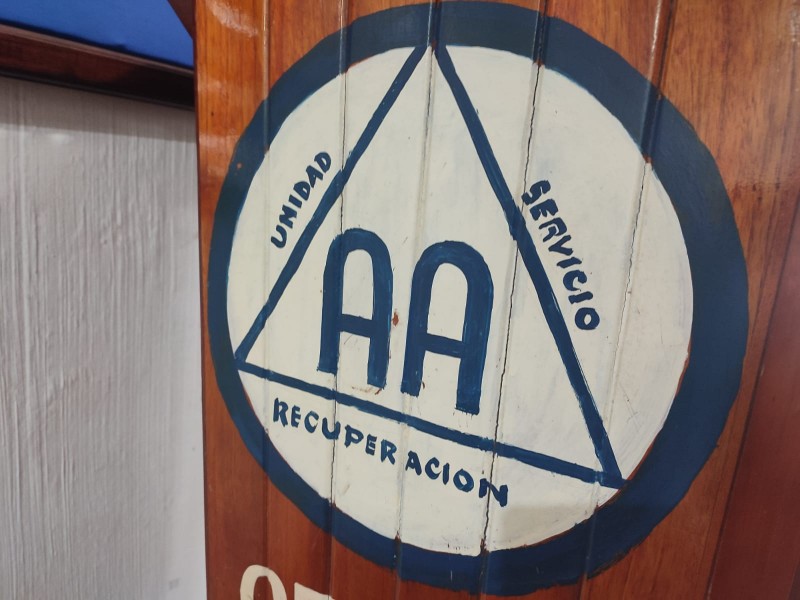 UNIDAD
SERVICIO
AA
RECUPERACION